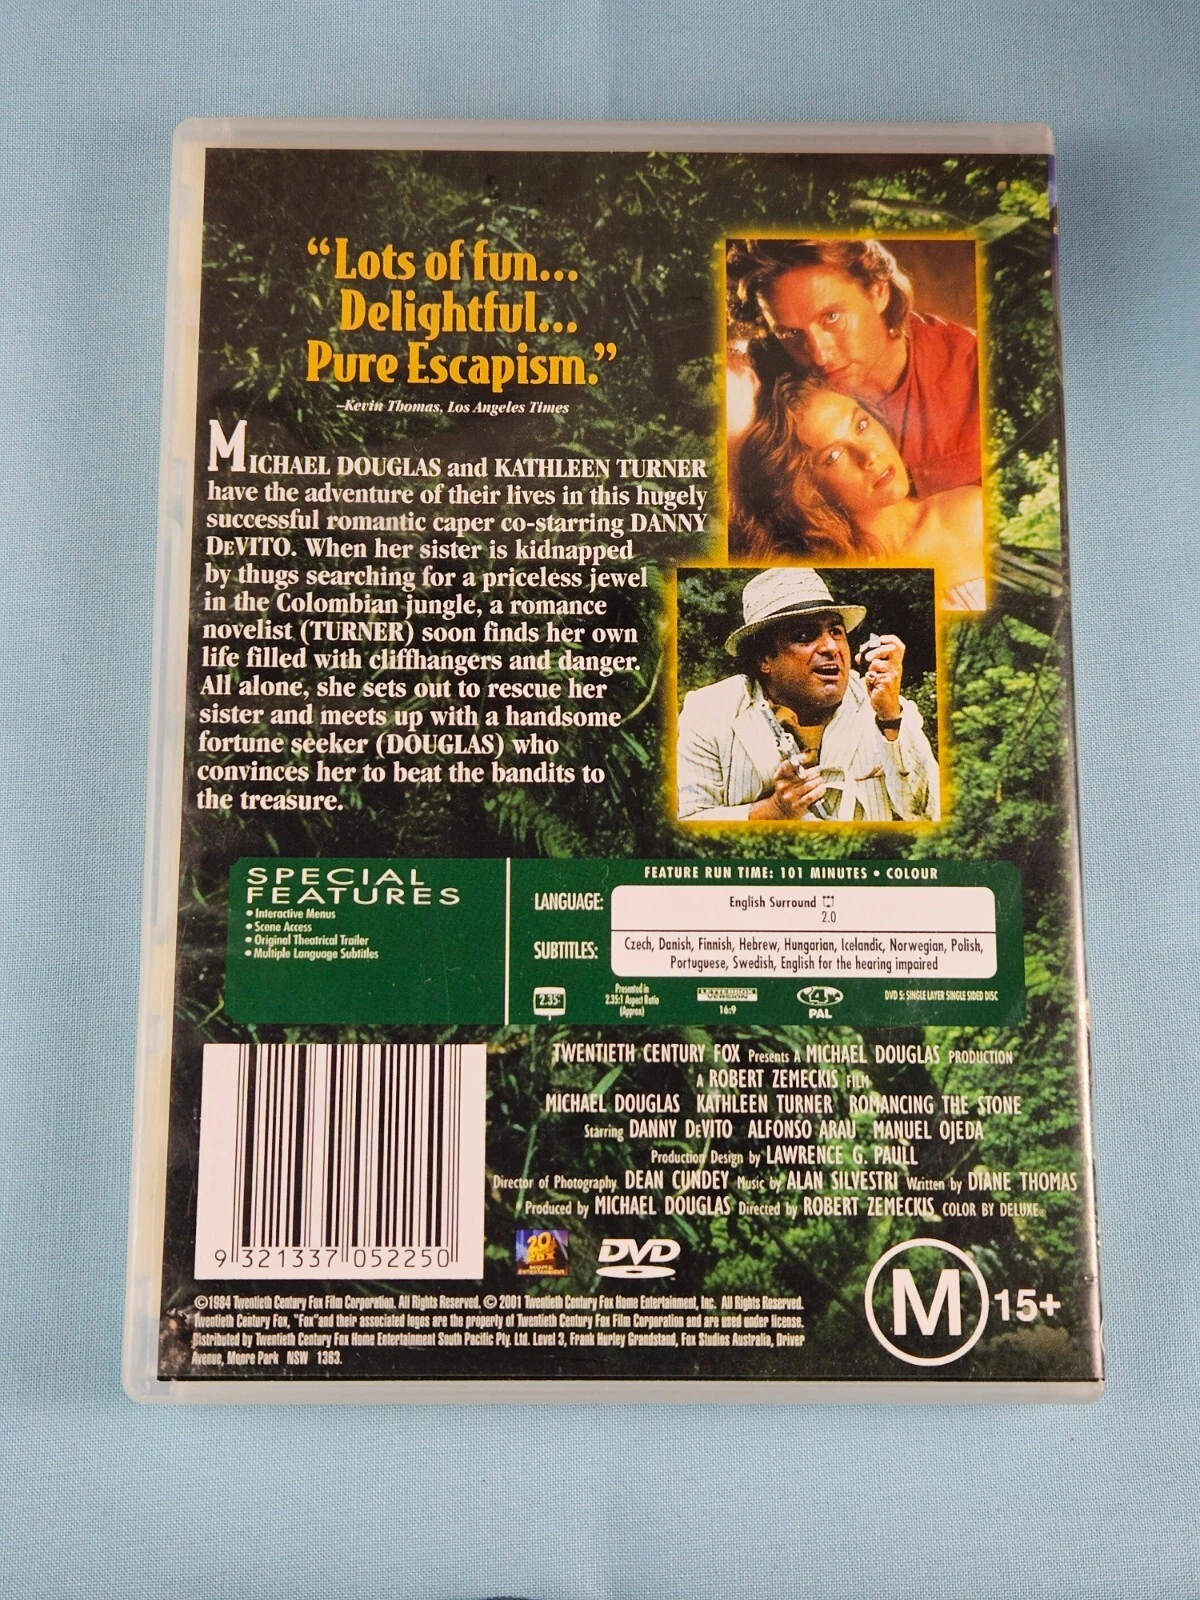 “Lots of fun...
Delightful...
Pure Escapism.”
–Kevin Thomas, Los Angeles Times
MICHAEL DOUGLAS and KATHLEEN TURNER
have the adventure of their lives in this hugely
successful romantic caper co-starring DANNY
DeVITO. When her sister is kidnapped
by thugs searching for a priceless jewel
in the Colombian jungle, a romance
novelist (TURNER) soon finds her own
life filled with cliffhangers and danger.
All alone, she sets out to rescue her
sister and meets up with a handsome
fortune seeker (DOUGLAS) who
convinces her to beat the bandits to
the treasure.
SPECIAL
FEATURES
• Interactive Menus
• Scene Access
• Original Theatrical Trailer
• Multiple Language Subtitles
FEATURE RUN TIME: 101 MINUTES • COLOUR
LANGUAGE:
English Surround
2.0
SUBTITLES:
Czech, Danish, Finnish, Hebrew, Hungarian, Icelandic, Norwegian, Polish,
Portuguese, Swedish, English for the hearing impaired
2.35:
Presented in
2.35:1 Aspect Ratio
(Approx)
LETTERBOX
VERSION
16:9
4
PAL
DVD 5: SINGLE LAYER SINGLE SIDED DISC
TWENTIETH CENTURY FOX Presents A MICHAEL DOUGLAS PRODUCTION
A ROBERT ZEMECKIS FILM
MICHAEL DOUGLAS KATHLEEN TURNER ROMANCING THE STONE
Starring DANNY DeVITO ALFONSO ARAU MANUEL OJEDA
Production Design by LAWRENCE G. PAULL
Director of Photography DEAN CUNDEY Music by ALAN SILVESTRI Written by DIANE THOMAS
Produced by MICHAEL DOUGLAS Directed by ROBERT ZEMECKIS COLOR BY DELUXE
9 321337 052250
20th
CENTURY
FOX
HOME
ENTERTAINMENT
DVD
©1984 Twentieth Century Fox Film Corporation. All Rights Reserved. © 2001 Twentieth Century Fox Home Entertainment, Inc. All Rights Reserved.
Twentieth Century Fox, "Fox"and their associated logos are the property of Twentieth Century Fox Film Corporation and are used under license.
Distributed by Twentieth Century Fox Home Entertainment South Pacific Pty. Ltd. Level 3, Frank Hurley Grandstand, Fox Studios Australia, Driver
Avenue, Moore Park NSW 1363.
M 15+